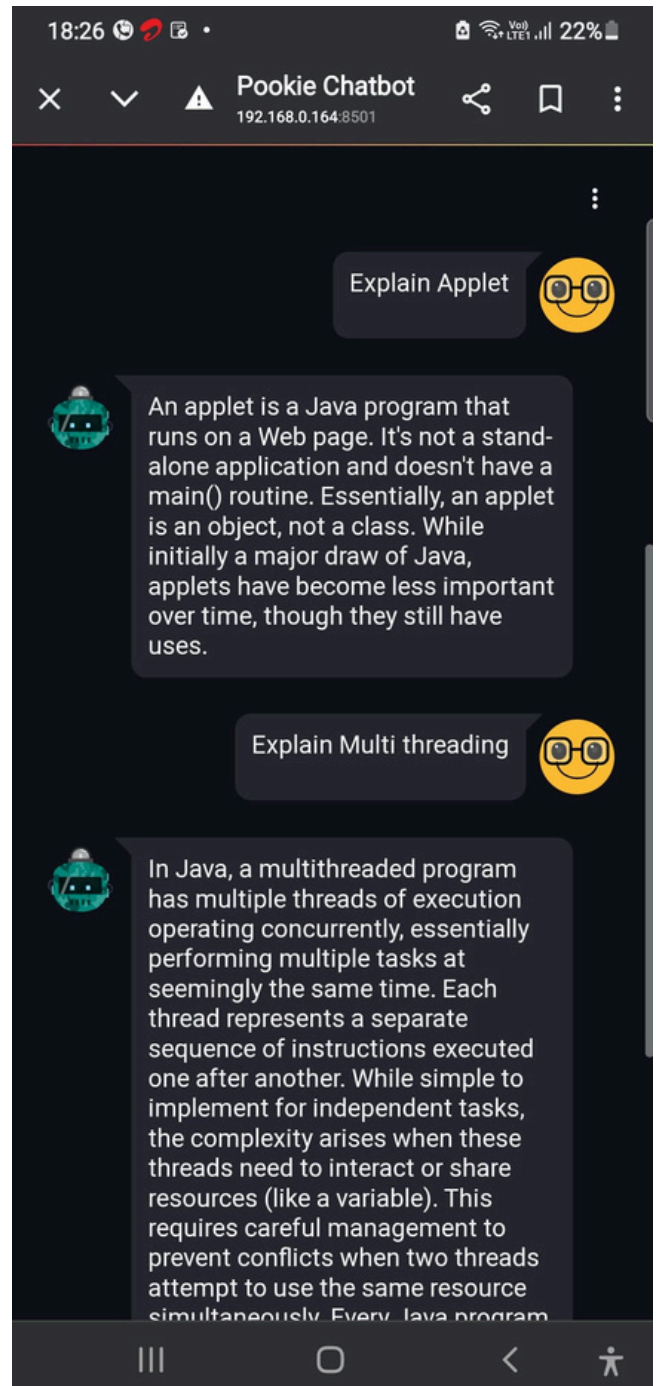 18:26
Vo)) LTE1 22%
Pookie Chatbot
192.168.0.164:8501
Explain Applet
An applet is a Java program that
runs on a Web page. It's not a stand-
alone application and doesn't have a
main() routine. Essentially, an applet
is an object, not a class. While
initially a major draw of Java,
applets have become less important
over time, though they still have
uses.
Explain Multi threading
In Java, a multithreaded program
has multiple threads of execution
operating concurrently, essentially
performing multiple tasks at
seemingly the same time. Each
thread represents a separate
sequence of instructions executed
one after another. While simple to
implement for independent tasks,
the complexity arises when these
threads need to interact or share
resources (like a variable). This
requires careful management to
prevent conflicts when two threads
attempt to use the same resource
simultaneously. Every Java program